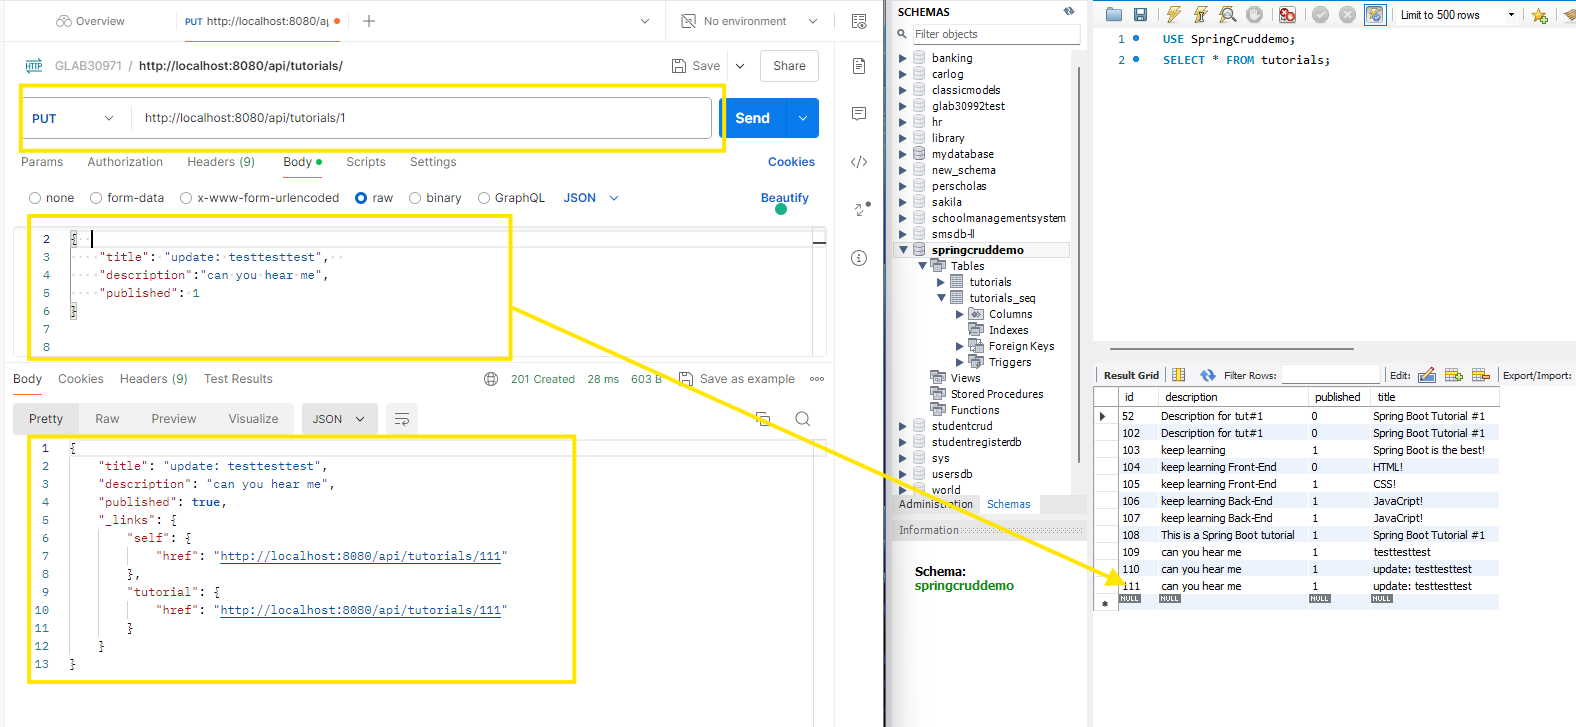 Overview
PUT http://localhost:8080/ap
No environment
HTTP GLAB30971 / http://localhost:8080/api/tutorials/
Save
Share
PUT
http://localhost:8080/api/tutorials/1
Send
Params Authorization Headers (9) Body Scripts Settings
Cookies
none form-data x-www-form-urlencoded raw binary GraphQL JSON
Beautify
2 {
3 "title": "update: testtesttest",
4 "description":"can you hear me",
5 "published": 1
6 }
7
8
Body Cookies Headers (9) Test Results
201 Created 28 ms 603 B Save as example
Pretty Raw Preview Visualize JSON
1 {
2 "title": "update: testtesttest",
3 "description": "can you hear me",
4 "published": true,
5 "_links": {
6 "self": {
7 "href": "http://localhost:8080/api/tutorials/111"
8 },
9 "tutorial": {
10 "href": "http://localhost:8080/api/tutorials/111"
11 }
12 }
13 }
SCHEMAS
Filter objects
banking
carlog
classicmodels
glab30992test
hr
library
mydatabase
new_schema
perscholas
sakila
schoolmanagementsystem
smsdb-ll
springcruddemo
Tables
tutorials
tutorials_seq
Columns
Indexes
Foreign Keys
Triggers
Views
Stored Procedures
Functions
studentcrud
studentregisterdb
sys
usersdb
world
Administration Schemas
Information
Schema:
springcruddemo
Limit to 500 rows
1 USE SpringCruddemo;
2 SELECT * FROM tutorials;
Result Grid Filter Rows: Edit: Export/Import:
id description published title
52 Description for tut#1 0 Spring Boot Tutorial #1
102 Description for tut#1 0 Spring Boot Tutorial #1
103 keep learning 1 Spring Boot is the best!
104 keep learning Front-End 0 HTML!
105 keep learning Front-End 1 CSS!
106 keep learning Back-End 1 JavaCript!
107 keep learning Back-End 1 JavaCript!
108 This is a Spring Boot tutorial 1 Spring Boot Tutorial #1
109 can you hear me 1 testtesttest
110 can you hear me 1 update: testtesttest
111 can you hear me 1 update: testtesttest
NULL NULL NULL NULL